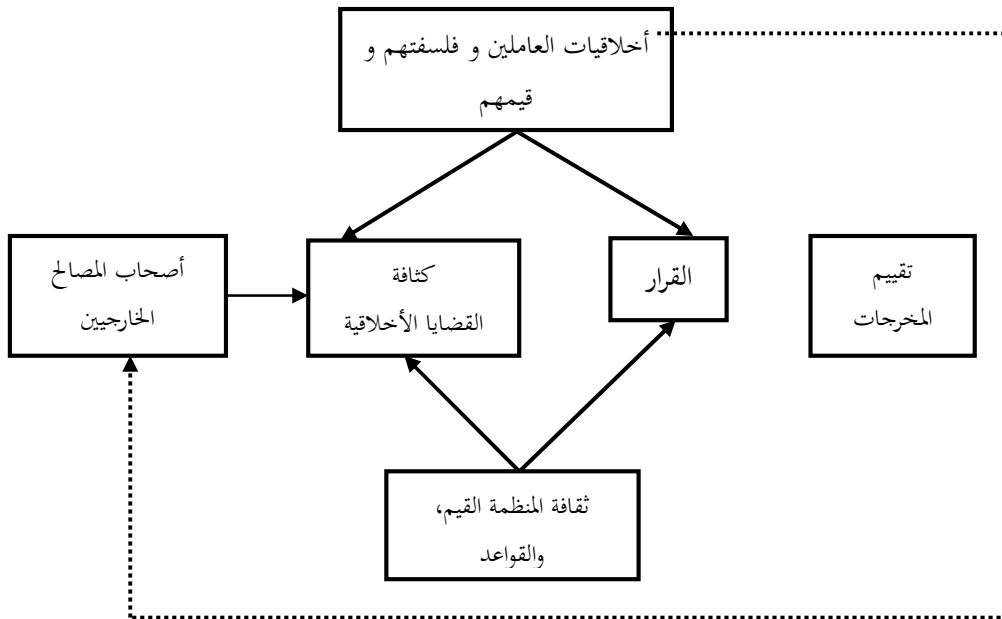 أخلاقيات العاملين و فلسفتهم و
قيمهم
أصحاب المصالح
الخارجيين
كثافة
القضايا الأخلاقية
القرار
تقييم
المخرجات
ثقافة المنظمة القيم،
والقواعد